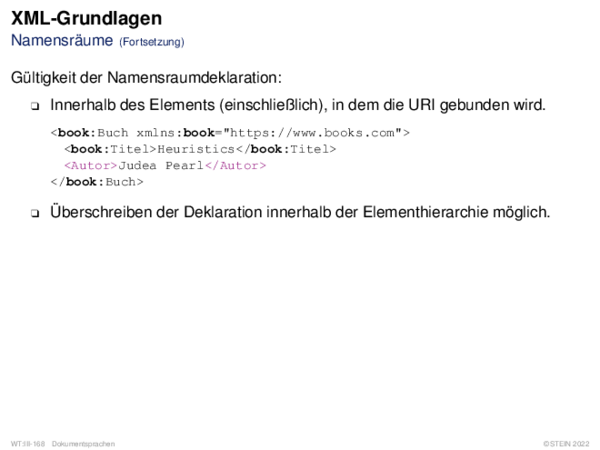 XML-Grundlagen
Namensräume (Fortsetzung)
Gültigkeit der Namensraumdeklaration:
❑ Innerhalb des Elements (einschließlich), in dem die URI gebunden wird.
<book:Buch xmlns:book="https://www.books.com">
<book:Titel>Heuristics</book:Titel>
<Autor>Judea Pearl</Autor>
</book:Buch>
❑ Überschreiben der Deklaration innerhalb der Elementhierarchie möglich.
WT:III-168 Dokumentsprachen ©STEIN 2022